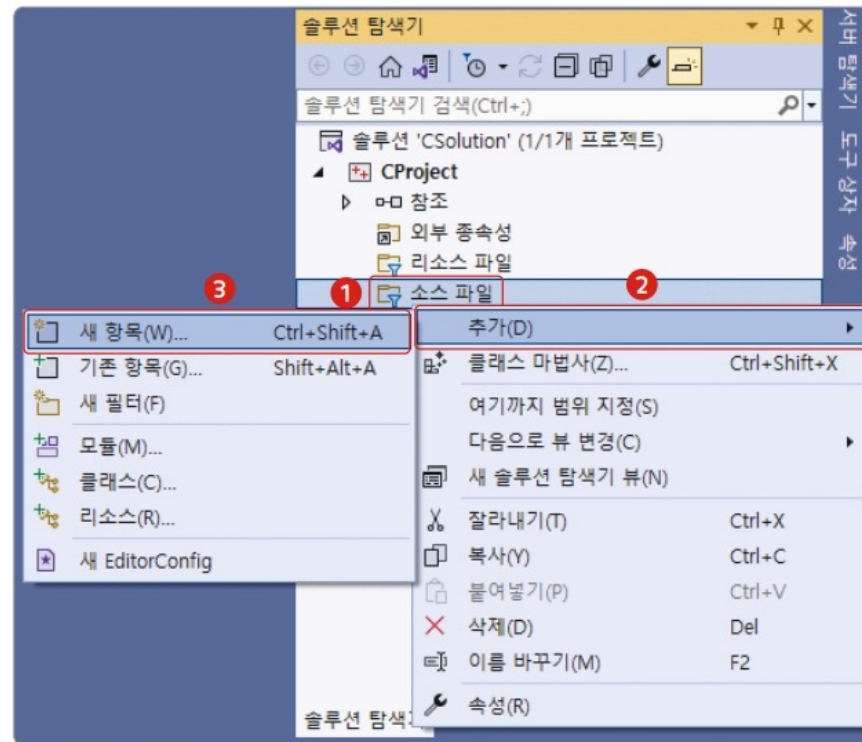 솔루션 탐색기
솔루션 탐색기 검색(Ctrl+;)
솔루션 'CSolution' (1/1개 프로젝트)
CProject
참조
외부 종속성
리소스 파일
1 소스 파일
2
추가(D)
클래스 마법사(Z)... Ctrl+Shift+X
여기까지 범위 지정(S)
다음으로 뷰 변경(C)
새 솔루션 탐색기 뷰(N)
잘라내기(T) Ctrl+X
복사(Y) Ctrl+C
붙여넣기(P) Ctrl+V
삭제(D) Del
이름 바꾸기(M) F2
속성(R)
3
새 항목(W)... Ctrl+Shift+A
기존 항목(G)... Shift+Alt+A
새 필터(F)
모듈(M)...
클래스(C)...
리소스(R)...
새 EditorConfig
솔루션 탐색
서버 탐색기
도구 상자
속성